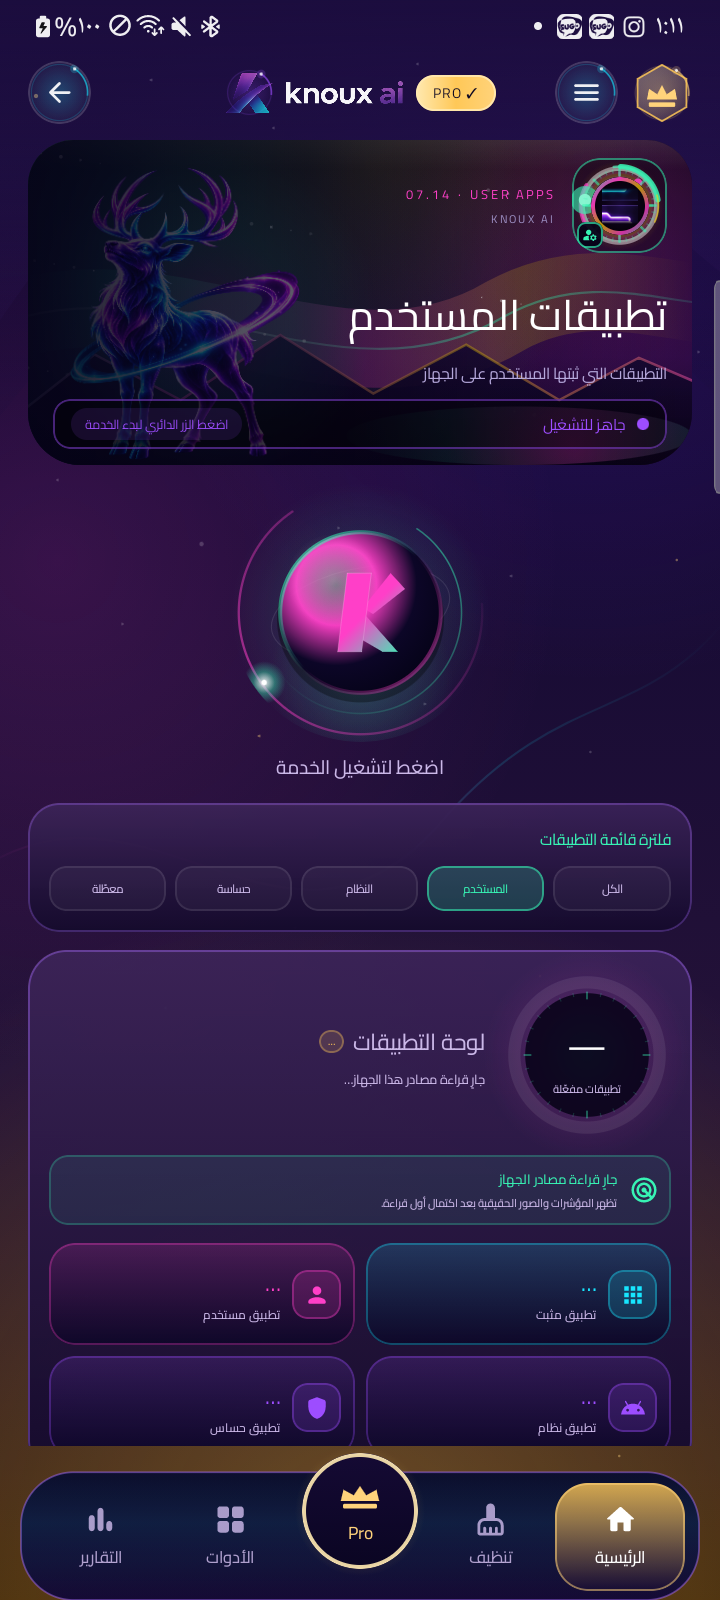 ١:١١
%١٠٠
knoux ai
PRO ✓
07.14 · USER APPS
KNOUX AI
تطبيقات المستخدم
التطبيقات التي ثبتها المستخدم على الجهاز
جاهز للتشغيل
اضغط الزر الدائري لبدء الخدمة
اضغط لتشغيل الخدمة
فلترة قائمة التطبيقات
الكل
المستخدم
النظام
حساسة
معطّلة
—
تطبيقات مفعّلة
لوحة التطبيقات
...
جارٍ قراءة مصادر هذا الجهاز...
جارٍ قراءة مصادر الجهاز
تظهر المؤشرات والصور الحقيقية بعد اكتمال أول قراءة.
...
تطبيق مثبت
...
تطبيق مستخدم
...
تطبيق نظام
...
تطبيق حساس
الرئيسية
تنظيف
Pro
الأدوات
التقارير